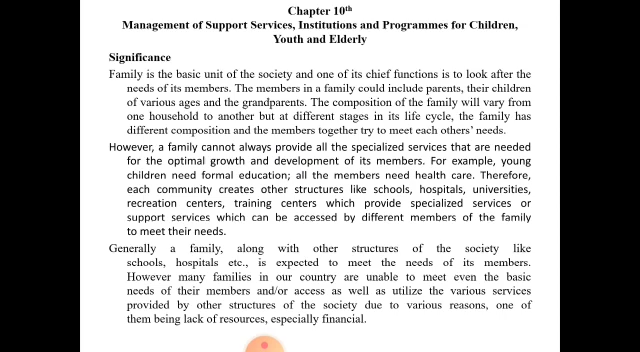 Chapter 10th
Management of Support Services, Institutions and Programmes for Children,
Youth and Elderly
Significance
Family is the basic unit of the society and one of its chief functions is to look after the
needs of its members. The members in a family could include parents, their children
of various ages and the grandparents. The composition of the family will vary from
one household to another but at different stages in its life cycle, the family has
different composition and the members together try to meet each others' needs.
However, a family cannot always provide all the specialized services that are needed
for the optimal growth and development of its members. For example, young
children need formal education; all the members need health care. Therefore,
each community creates other structures like schools, hospitals, universities,
recreation centers, training centers which provide specialized services or
support services which can be accessed by different members of the family
to meet their needs.
Generally a family, along with other structures of the society like
schools, hospitals etc., is expected to meet the needs of its members.
However many families in our country are unable to meet even the basic
needs of their members and/or access as well as utilize the various services
provided by other structures of the society due to various reasons, one of
them being lack of resources, especially financial.